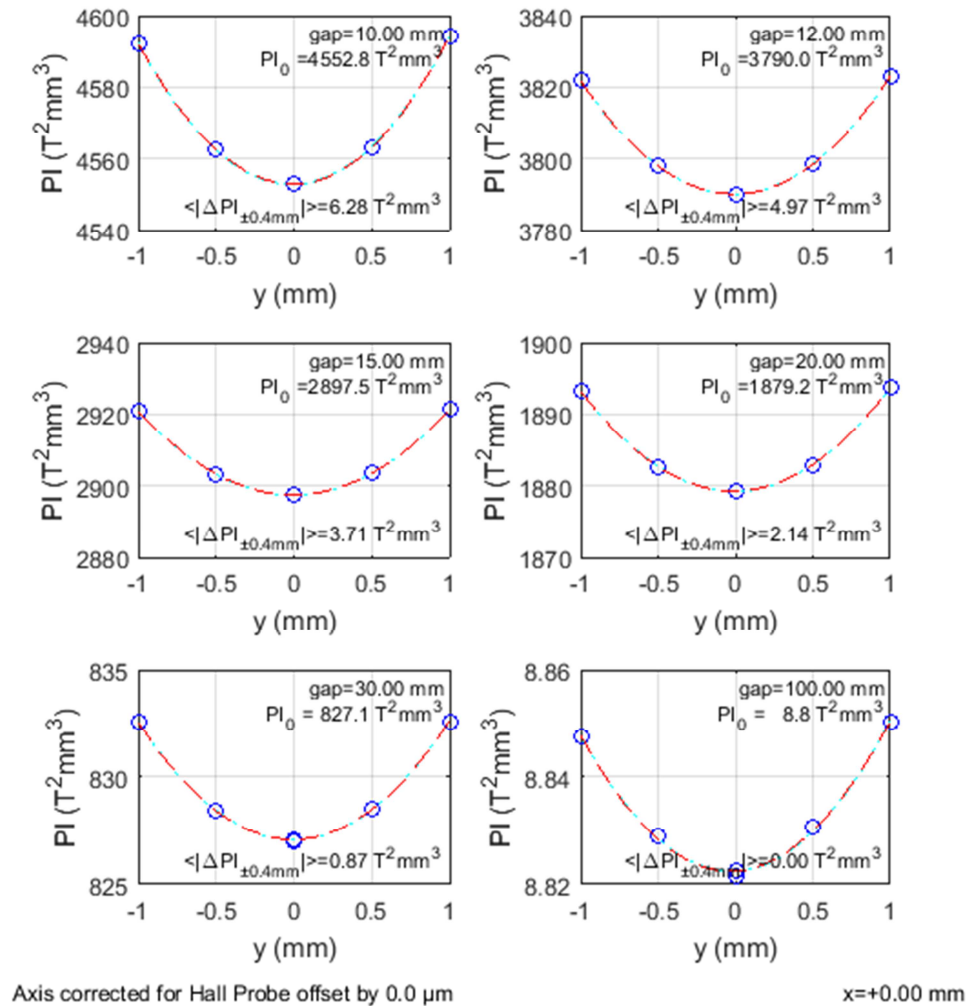 4600
4580
4560
4540
PI (T²mm³)
gap=10.00 mm
PI₀ =4552.8 T²mm³
<|ΔPI±0.4mm|>=6.28 T²mm³
-1 -0.5 0 0.5 1
y (mm)
3840
3820
3800
3780
PI (T²mm³)
gap=12.00 mm
PI₀ =3790.0 T²mm³
<|ΔPI±0.4mm|>=4.97 T²mm³
-1 -0.5 0 0.5 1
y (mm)
2940
2920
2900
2880
PI (T²mm³)
gap=15.00 mm
PI₀ =2897.5 T²mm³
<|ΔPI±0.4mm|>=3.71 T²mm³
-1 -0.5 0 0.5 1
y (mm)
1900
1890
1880
1870
PI (T²mm³)
gap=20.00 mm
PI₀ =1879.2 T²mm³
<|ΔPI±0.4mm|>=2.14 T²mm³
-1 -0.5 0 0.5 1
y (mm)
835
830
825
PI (T²mm³)
gap=30.00 mm
PI₀ = 827.1 T²mm³
<|ΔPI±0.4mm|>=0.87 T²mm³
-1 -0.5 0 0.5 1
y (mm)
8.86
8.84
8.82
PI (T²mm³)
gap=100.00 mm
PI₀ = 8.8 T²mm³
<|ΔPI±0.4mm|>=0.00 T²mm³
-1 -0.5 0 0.5 1
y (mm)
Axis corrected for Hall Probe offset by 0.0 μm
x=+0.00 mm